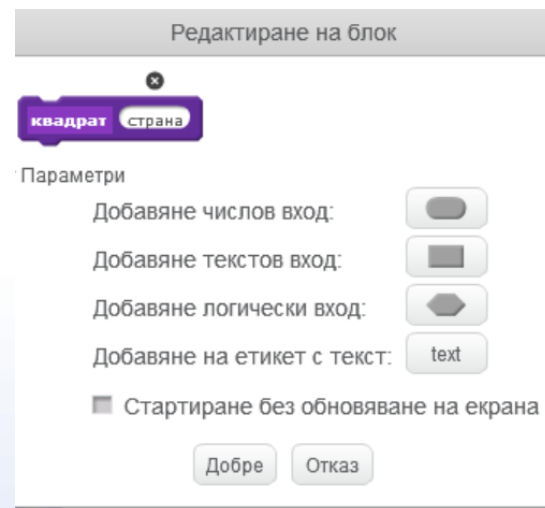 Редактиране на блок
квадрат страна
Параметри
Добавяне числов вход:
Добавяне текстов вход:
Добавяне логически вход:
Добавяне на етикет с текст: text
Стартиране без обновяване на екрана
Добре Отказ